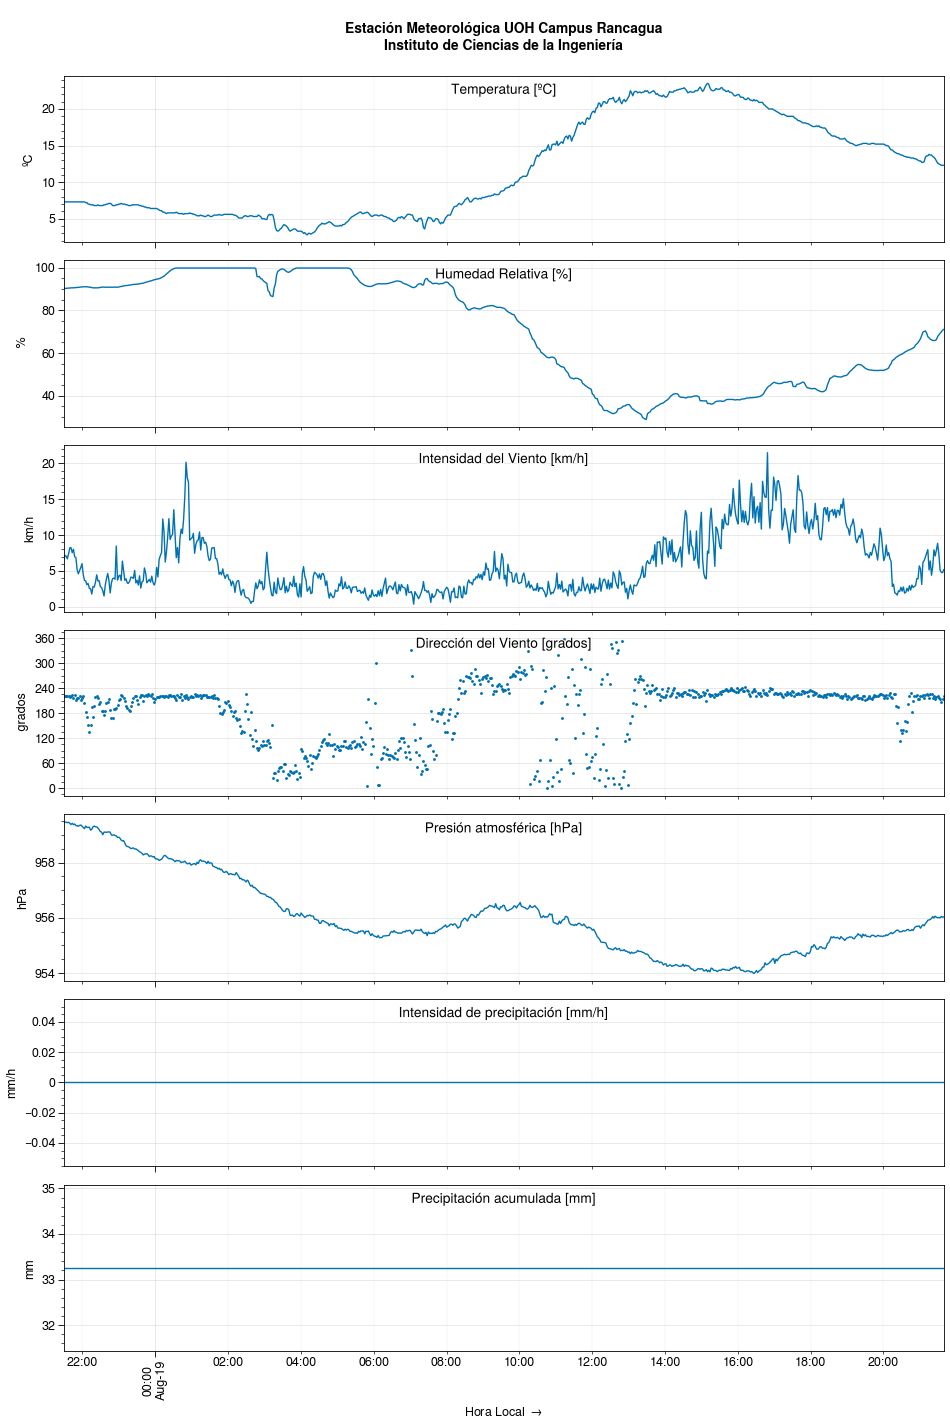 Estación Meteorológica UOH Campus Rancagua
Instituto de Ciencias de la Ingeniería
Temperatura [ºC]
ºC
20
15
10
5
Humedad Relativa [%]
%
100
80
60
40
Intensidad del Viento [km/h]
km/h
20
15
10
5
0
Dirección del Viento [grados]
grados
360
300
240
180
120
60
0
Presión atmosférica [hPa]
hPa
958
956
954
Intensidad de precipitación [mm/h]
mm/h
0.04
0.02
0
−0.02
−0.04
Precipitación acumulada [mm]
mm
35
34
33
32
22:00
00:00
Aug-19
02:00
04:00
06:00
08:00
10:00
12:00
14:00
16:00
18:00
20:00
Hora Local →